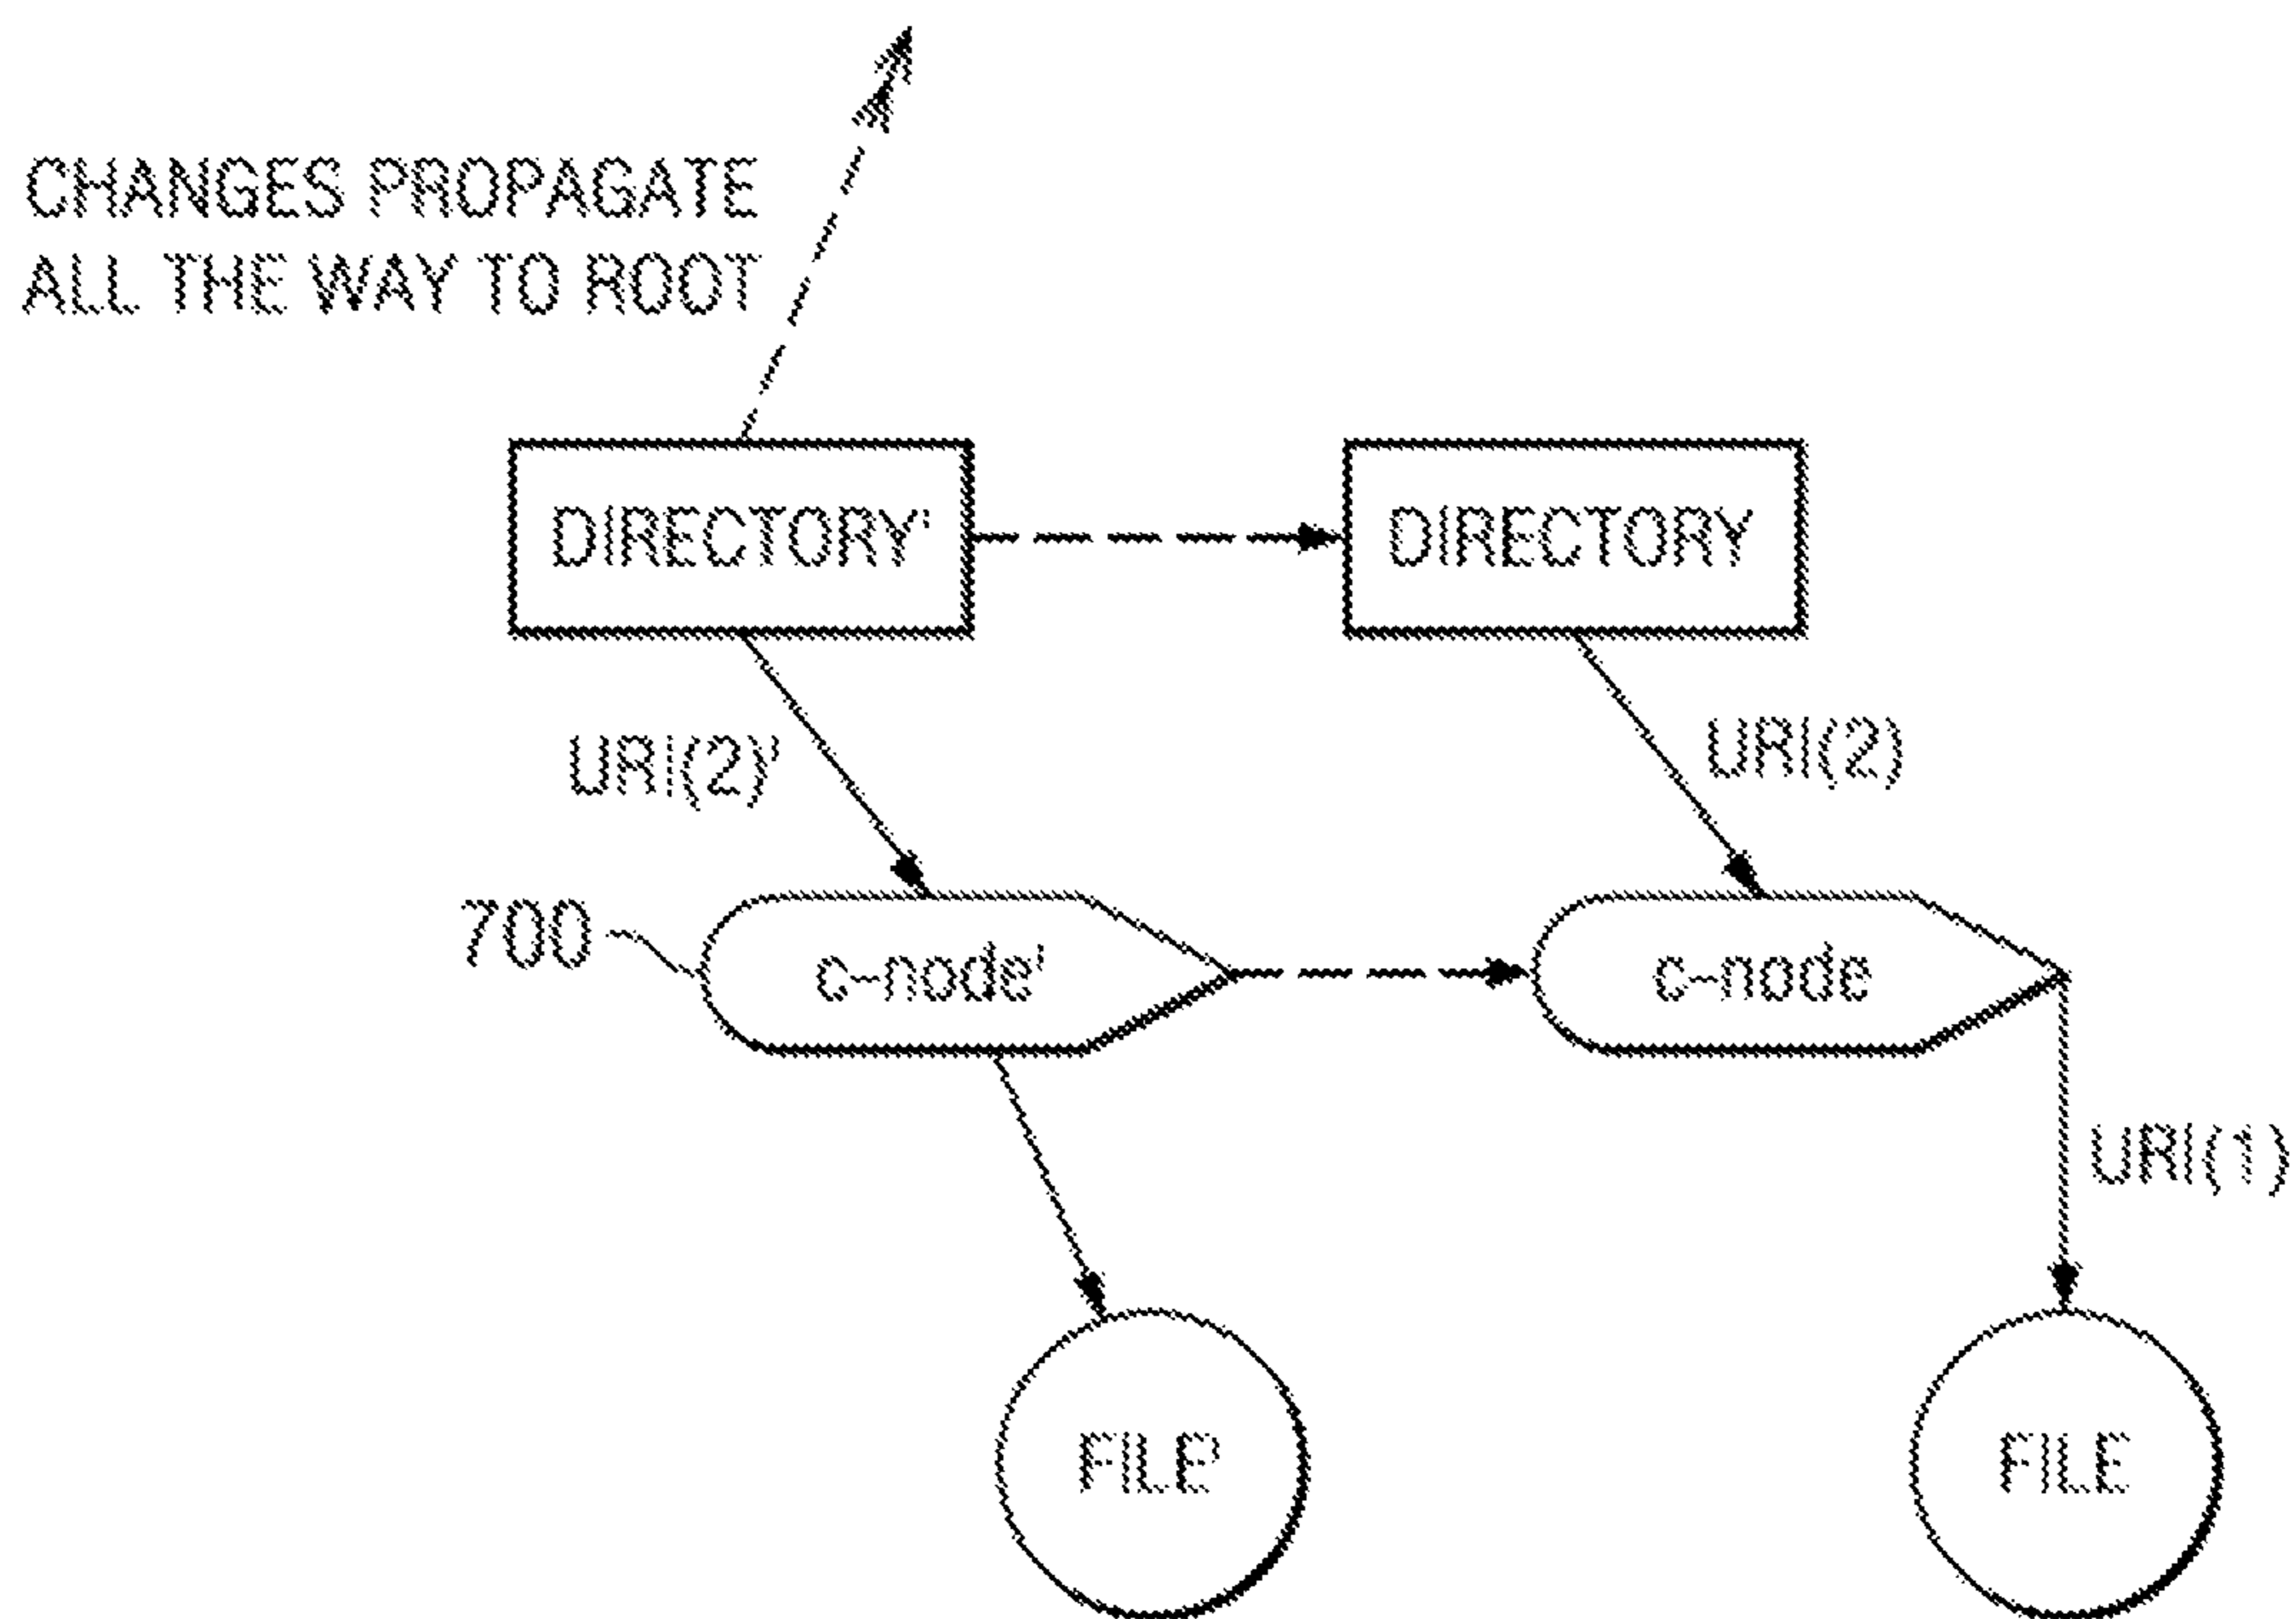 CHANGES PROPAGATE
ALL THE WAY TO ROOT
DIRECTORY'
DIRECTORY
URI(2)'
URI(2)
700
c-node'
c-node
URI(1)
FILE'
FILE